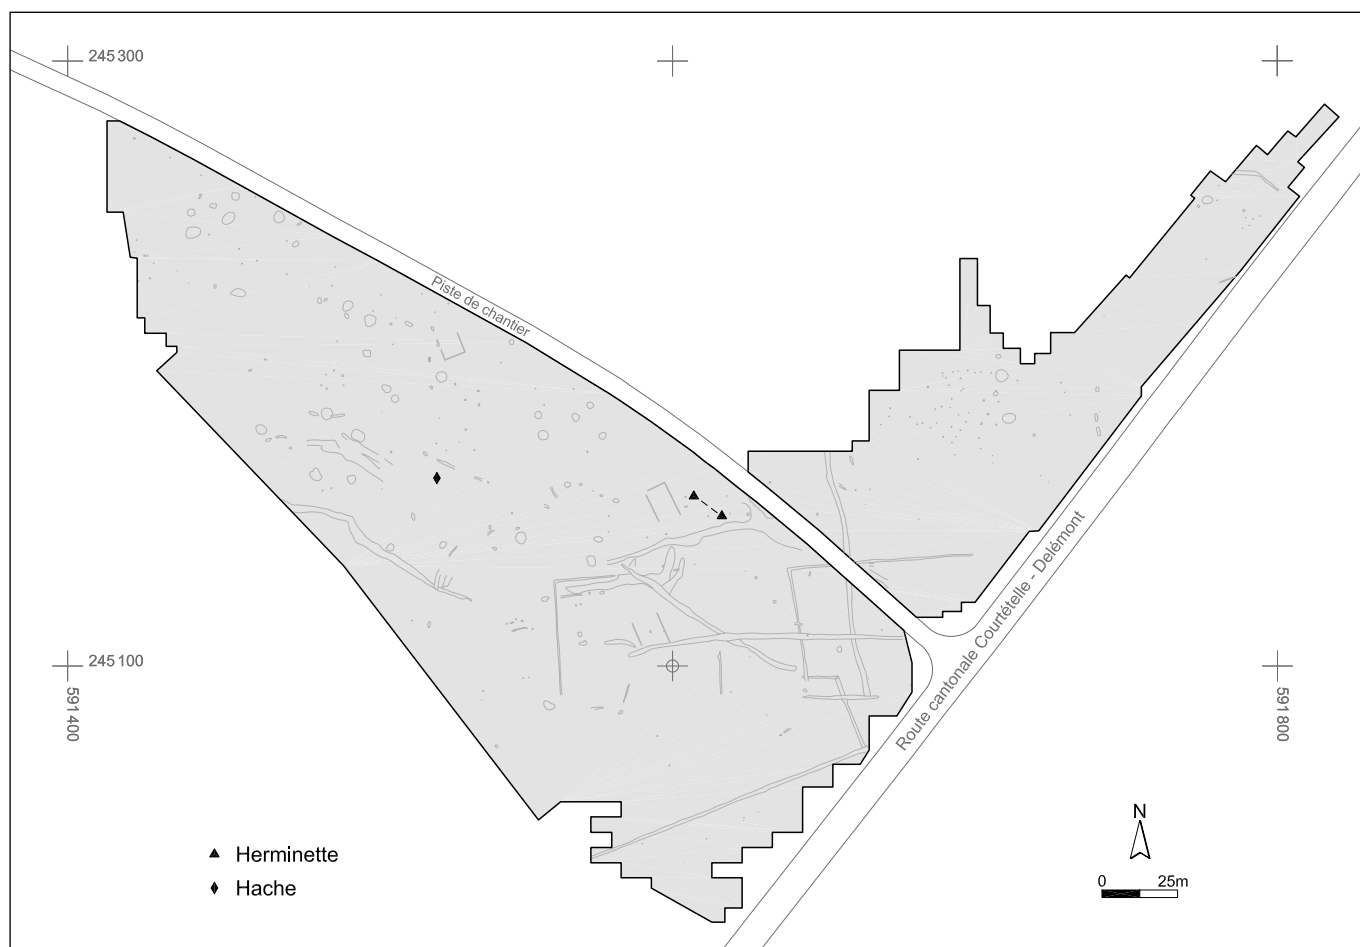 245 300
Piste de chantier
Route cantonale Courtételle - Delémont
245 100
591 400
591 800
Herminette
Hache
N
0 25m